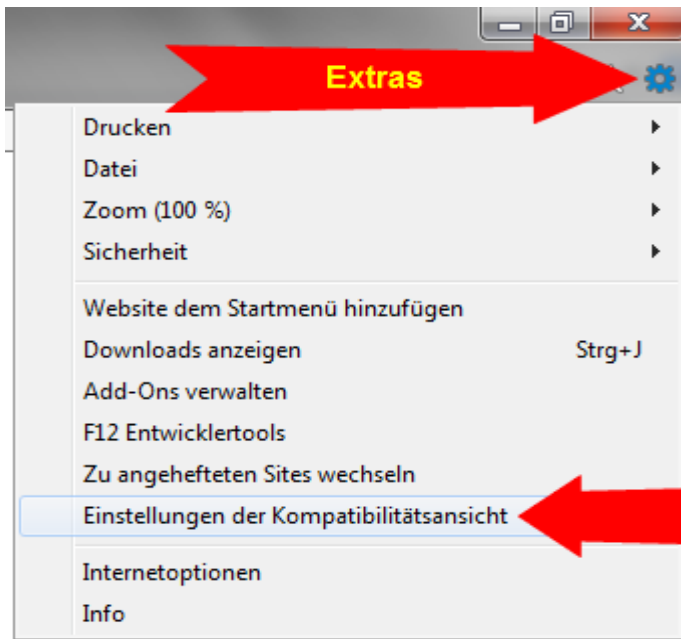 Extras
Drucken
Datei
Zoom (100 %)
Sicherheit
Website dem Startmenü hinzufügen
Downloads anzeigen Strg+J
Add-Ons verwalten
F12 Entwicklertools
Zu angehefteten Sites wechseln
Einstellungen der Kompatibilitätsansicht
Internetoptionen
Info